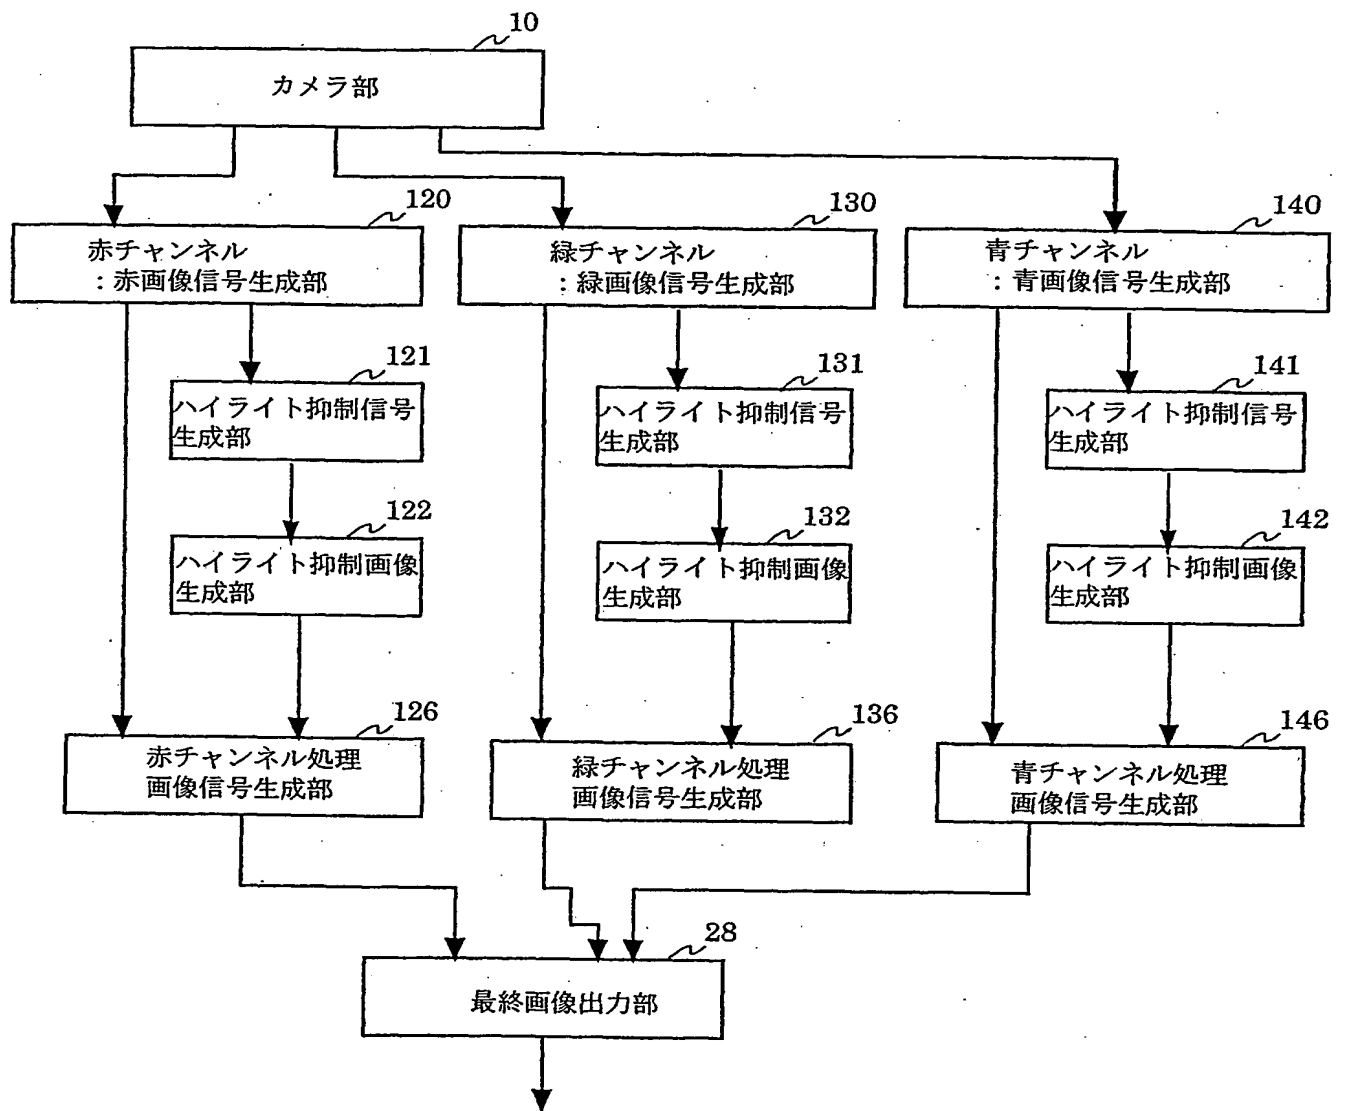 10
カメラ部
120
赤チャンネル
：赤画像信号生成部
130
緑チャンネル
：緑画像信号生成部
140
青チャンネル
：青画像信号生成部
121
ハイライト抑制信号
生成部
131
ハイライト抑制信号
生成部
141
ハイライト抑制信号
生成部
122
ハイライト抑制画像
生成部
132
ハイライト抑制画像
生成部
142
ハイライト抑制画像
生成部
126
赤チャンネル処理
画像信号生成部
136
緑チャンネル処理
画像信号生成部
146
青チャンネル処理
画像信号生成部
28
最終画像出力部